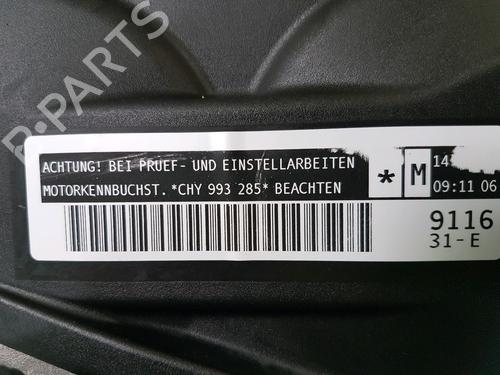 B-PARTS
ACHTUNG! BEI PRUEF- UND EINSTELLARBEITEN
MOTORKENNBUCHST. *CHY 993 285* BEACHTEN
* M 14
09:11 06
9116
31-E